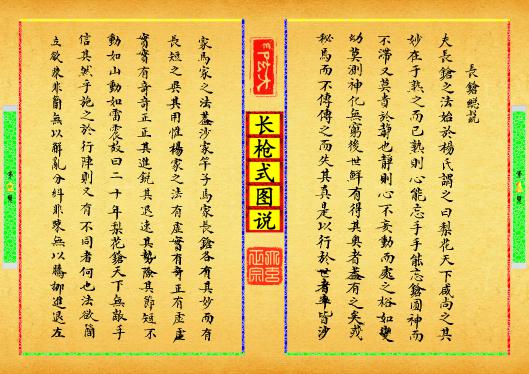 长枪式图说
长鎗總說
夫長鎗之法始於楊氏謂之曰梨花天下咸尚之其
妙在于熟之而已熟則心能忘手手能忘鎗圓神而
不滯又莫貴於靜也靜則心不妄動而處之裕如變
幻莫測神化無窮後世鮮有得其奥者蓋有之矣或
秘焉而不傳傳之而失其真是以行於世者率皆沙
家馬家之法蓋沙家竿子馬家長鎗各有其妙而有
長短之異其用惟楊家之法有虛實有奇正有虛虛
實實有奇奇正正其進銳其退速其勢險其節短不
動如山動如雷震故曰二十年梨花鎗天下無敵手
信其然乎施之於行陣則又有不同者何也法欲簡
立欲疎非簡無以解亂分糾非疎無以騰挪進退左